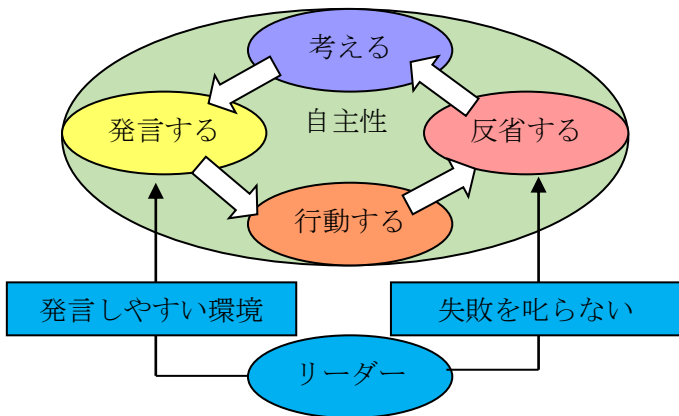 考える
発言する
自主性
反省する
行動する
発言しやすい環境
失敗を叱らない
リーダー